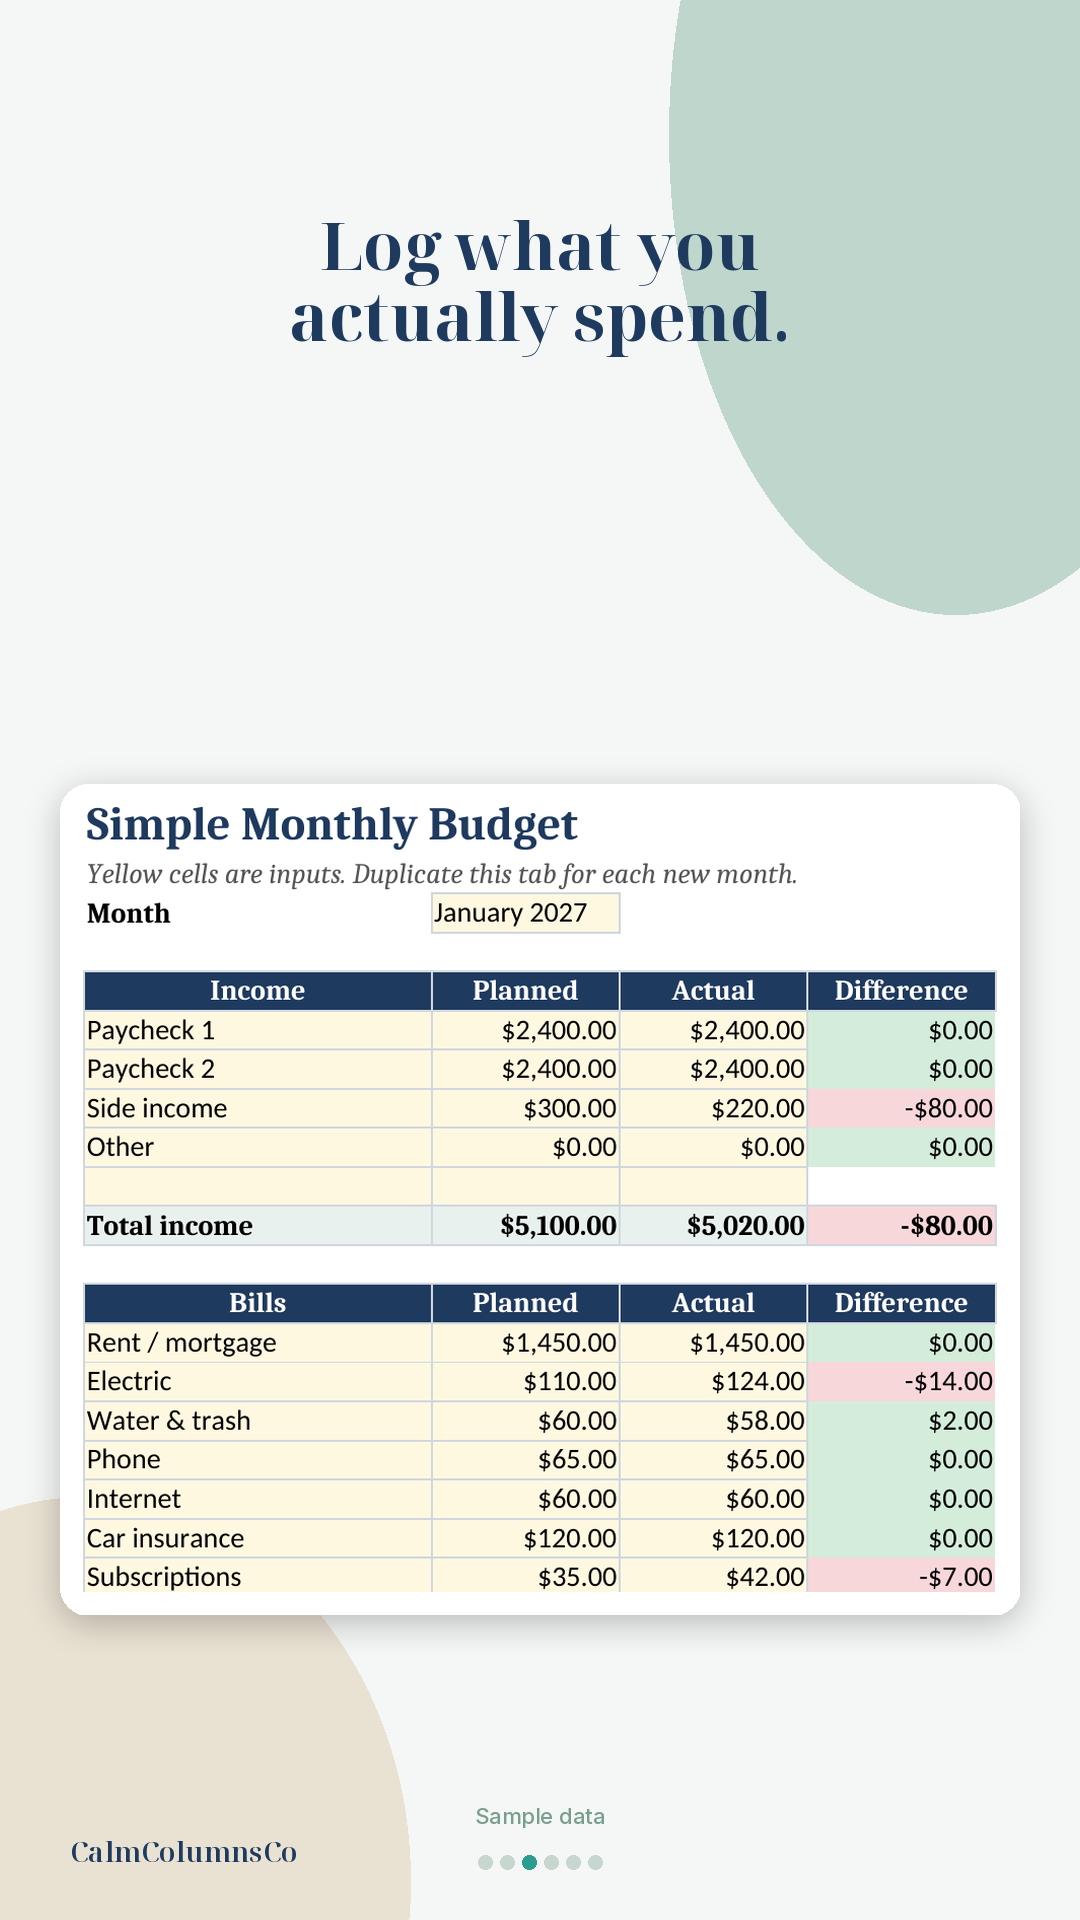 Log what you
actually spend.
Simple Monthly Budget
Yellow cells are inputs. Duplicate this tab for each new month.
Month January 2027
Income Planned Actual Difference
Paycheck 1 $2,400.00 $2,400.00 $0.00
Paycheck 2 $2,400.00 $2,400.00 $0.00
Side income $300.00 $220.00 -$80.00
Other $0.00 $0.00 $0.00
Total income $5,100.00 $5,020.00 -$80.00
Bills Planned Actual Difference
Rent / mortgage $1,450.00 $1,450.00 $0.00
Electric $110.00 $124.00 -$14.00
Water & trash $60.00 $58.00 $2.00
Phone $65.00 $65.00 $0.00
Internet $60.00 $60.00 $0.00
Car insurance $120.00 $120.00 $0.00
Subscriptions $35.00 $42.00 -$7.00
Sample data
CalmColumnsCo